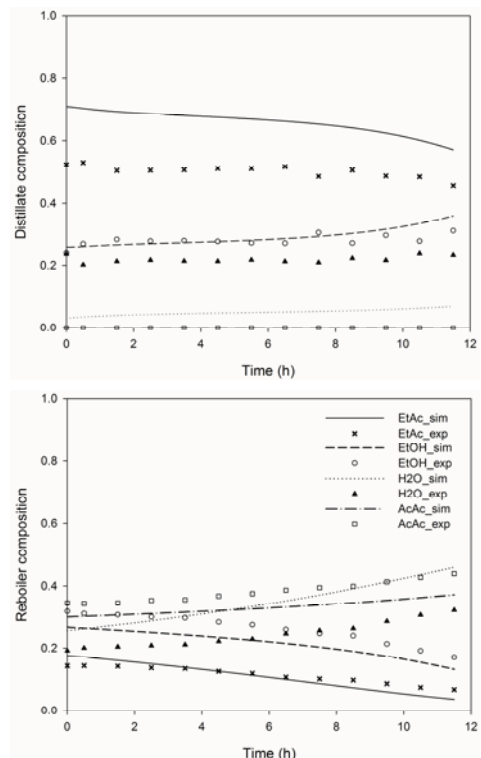 1.0
0.8
0.6
0.4
0.2
0.0
Distillate composition
0 2 4 6 8 10 12
Time (h)
1.0
0.8
0.6
0.4
0.2
0.0
Reboiler composition
EtAc_sim
EtAc_exp
EtOH_sim
EtOH_exp
H2O_sim
H2O_exp
AcAc_sim
AcAc_exp
0 2 4 6 8 10 12
Time (h)